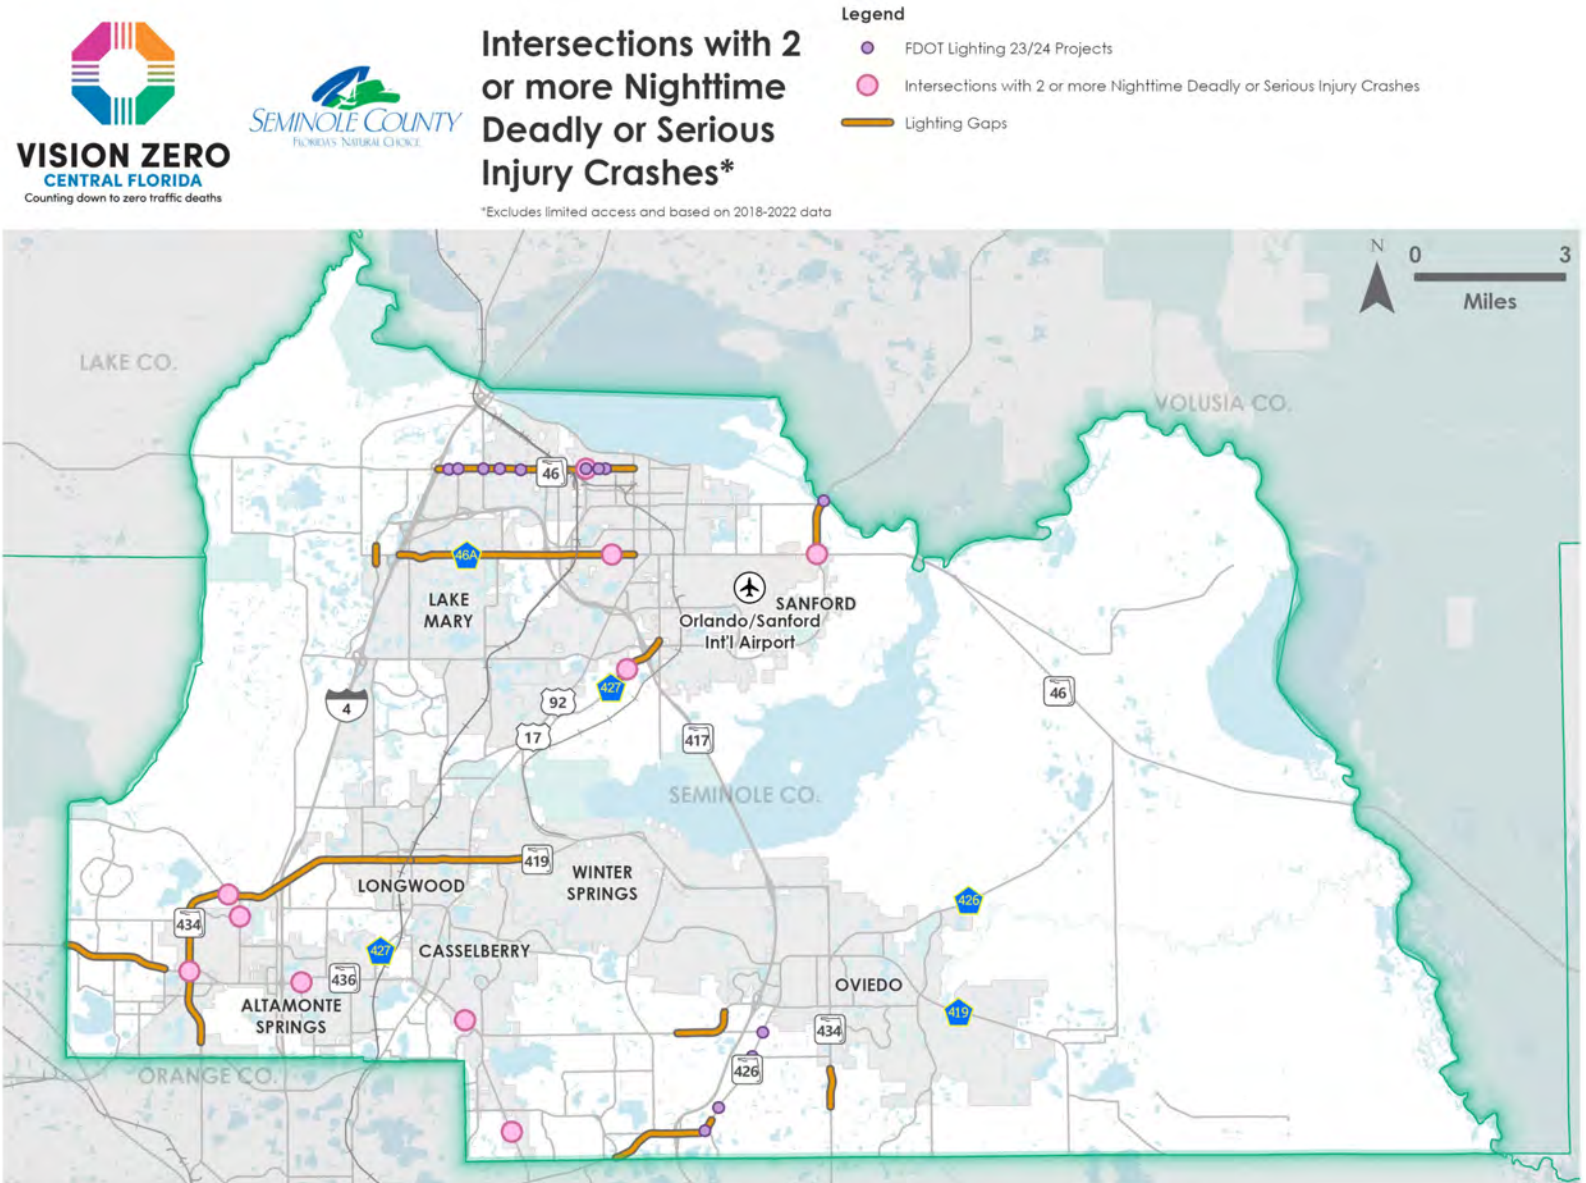 VISION ZERO
CENTRAL FLORIDA
Counting down to zero traffic deaths
SEMINOLE COUNTY
FLORIDA'S NATURAL CHOICE
Intersections with 2
or more Nighttime
Deadly or Serious
Injury Crashes*
*Excludes limited access and based on 2018-2022 data
Legend
FDOT Lighting 23/24 Projects
Intersections with 2 or more Nighttime Deadly or Serious Injury Crashes
Lighting Gaps
N
0 3
Miles
LAKE CO.
VOLUSIA CO.
46
46A
LAKE
MARY
SANFORD
Orlando/Sanford
Int'l Airport
427
46
4
92
17
417
SEMINOLE CO.
419
LONGWOOD
WINTER
SPRINGS
426
434
427
CASSELBERRY
436
OVIEDO
ALTAMONTE
SPRINGS
419
434
426
ORANGE CO.